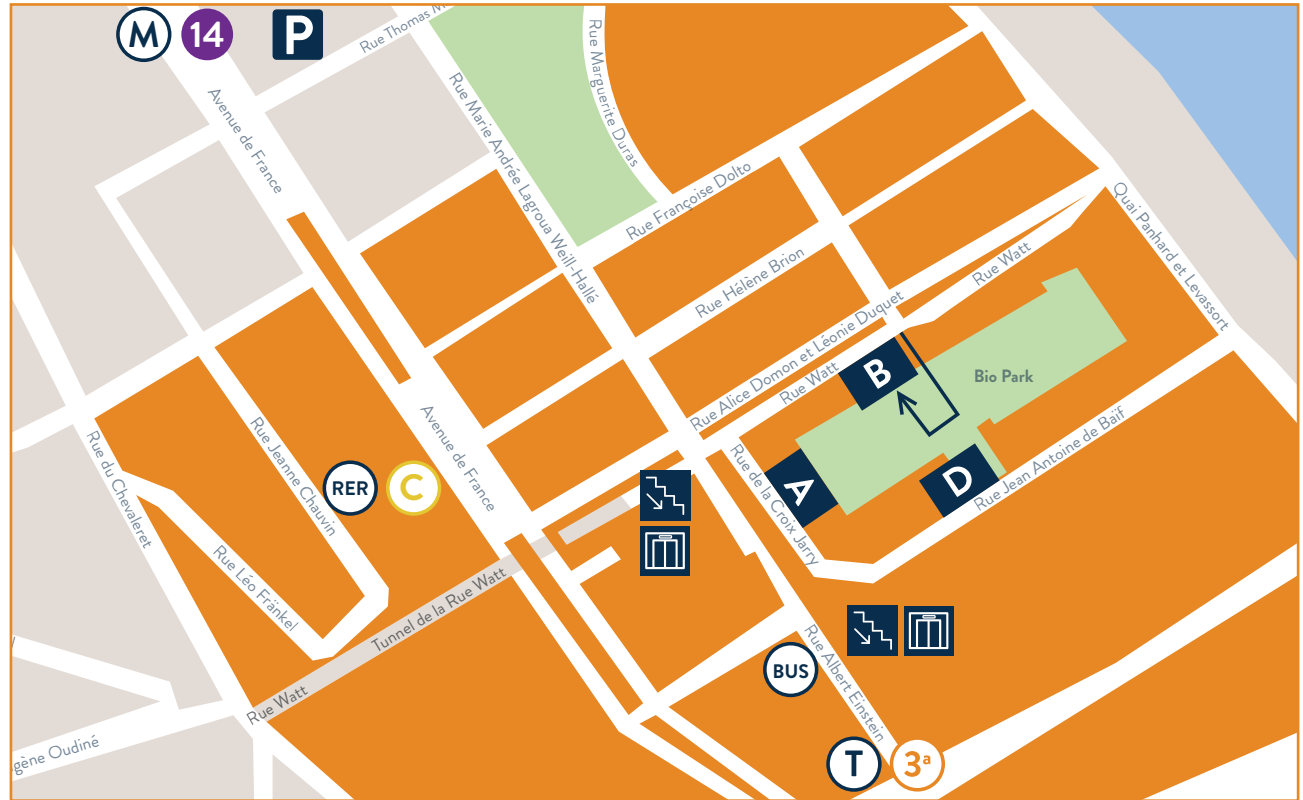 M
14
P
Rue Thomas M
Avenue de France
Rue Marie Andrée Lagroua Weill-Hallé
Rue Marguerite Duras
Rue Françoise Dolto
Rue Hélène Brion
Quai Panhard et Levassort
Rue Watt
Rue Alice Domon et Léonie Duquet
Rue Watt
B
Bio Park
Rue du Chevaleret
Rue Jeanne Chauvin
RER
C
Avenue de France
Rue de la Croix Jarry
A
D
Rue Jean Antoine de Baïf
Rue Léo Fränkel
Tunnel de la Rue Watt
Rue Watt
BUS
Rue Albert Einstein
gène Oudiné
T
3a